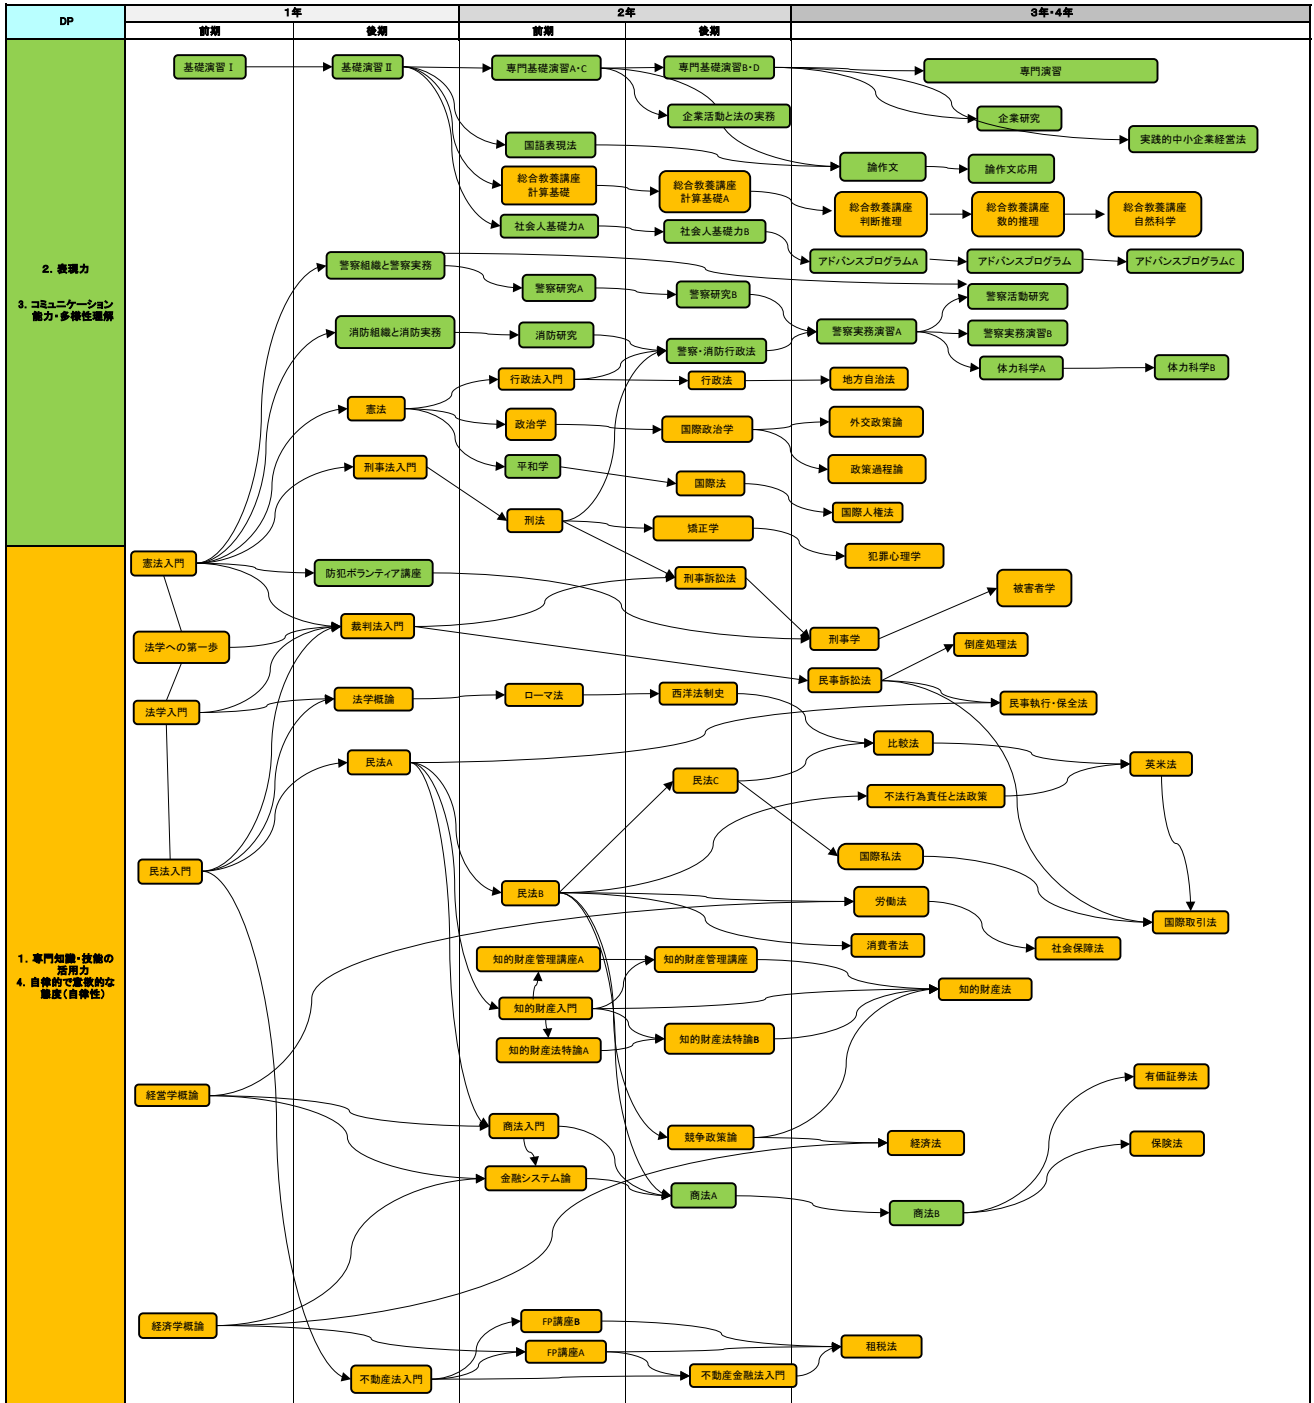 DP
1年
2年
3年・4年
前期
後期
前期
後期
2．表現力
3．コミュニケーション
能力・多様性理解
1．専門知識・技能の
活用力
4．自律的で意欲的な
態度（自律性）
基礎演習Ⅰ
基礎演習Ⅱ
専門基礎演習A・C
専門基礎演習B・D
専門演習
企業活動と法の実務
企業研究
実践的中小企業経営法
国語表現法
論作文
論作文応用
総合教養講座
計算基礎
総合教養講座
計算基礎A
総合教養講座
判断推理
総合教養講座
数的推理
総合教養講座
自然科学
社会人基礎力A
社会人基礎力B
アドバンスプログラムA
アドバンスプログラム
アドバンスプログラムC
警察組織と警察実務
警察研究A
警察研究B
警察活動研究
消防組織と消防実務
消防研究
警察・消防行政法
警察実務演習A
警察実務演習B
体力科学A
体力科学B
行政法入門
行政法
地方自治法
憲法
政治学
国際政治学
外交政策論
刑事法入門
平和学
国際法
政策過程論
国際人権法
刑法
矯正学
犯罪心理学
憲法入門
防犯ボランティア講座
刑事訴訟法
被害者学
法学への第一歩
裁判法入門
刑事学
倒産処理法
民事訴訟法
法学入門
法学概論
ローマ法
西洋法制史
民事執行・保全法
民法A
民法C
比較法
英米法
不法行為責任と法政策
民法入門
国際私法
民法B
労働法
国際取引法
消費者法
社会保障法
知的財産管理講座A
知的財産管理講座
知的財産法
知的財産入門
知的財産法特論A
知的財産法特論B
経営学概論
有価証券法
商法入門
競争政策論
経済法
保険法
金融システム論
商法A
商法B
経済学概論
FP講座B
FP講座A
租税法
不動産法入門
不動産金融法入門